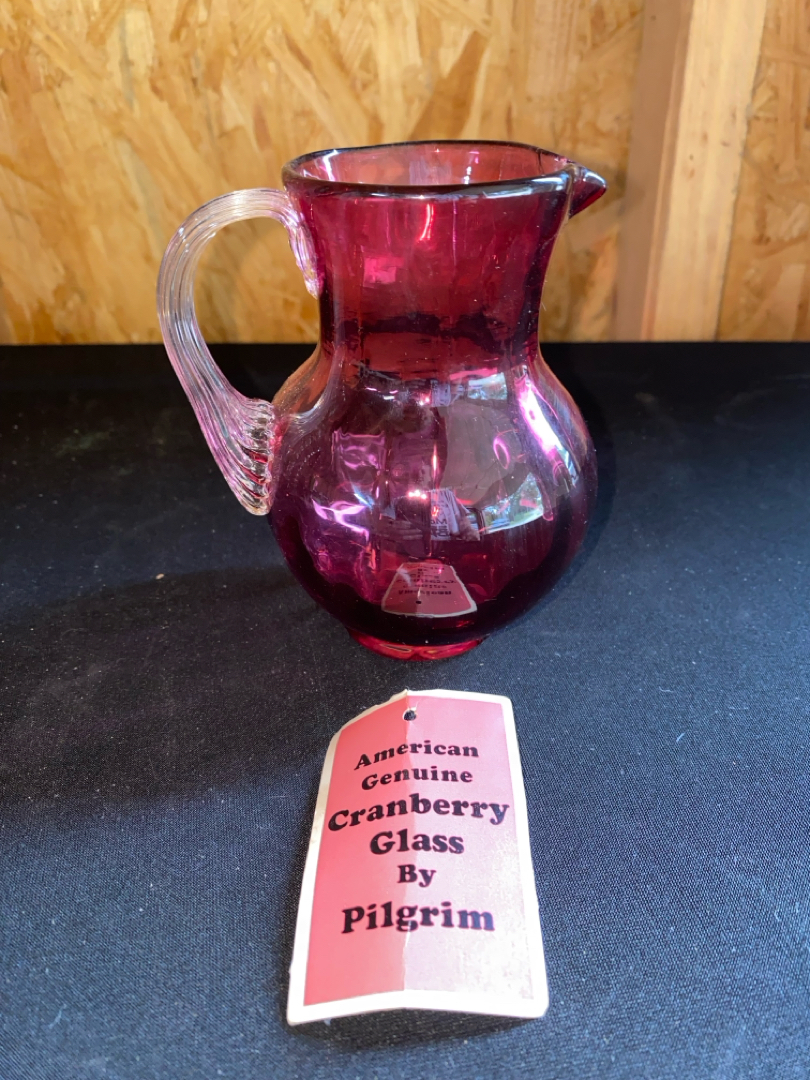 American
Genuine
Cranberry
Glass
By
Pilgrim